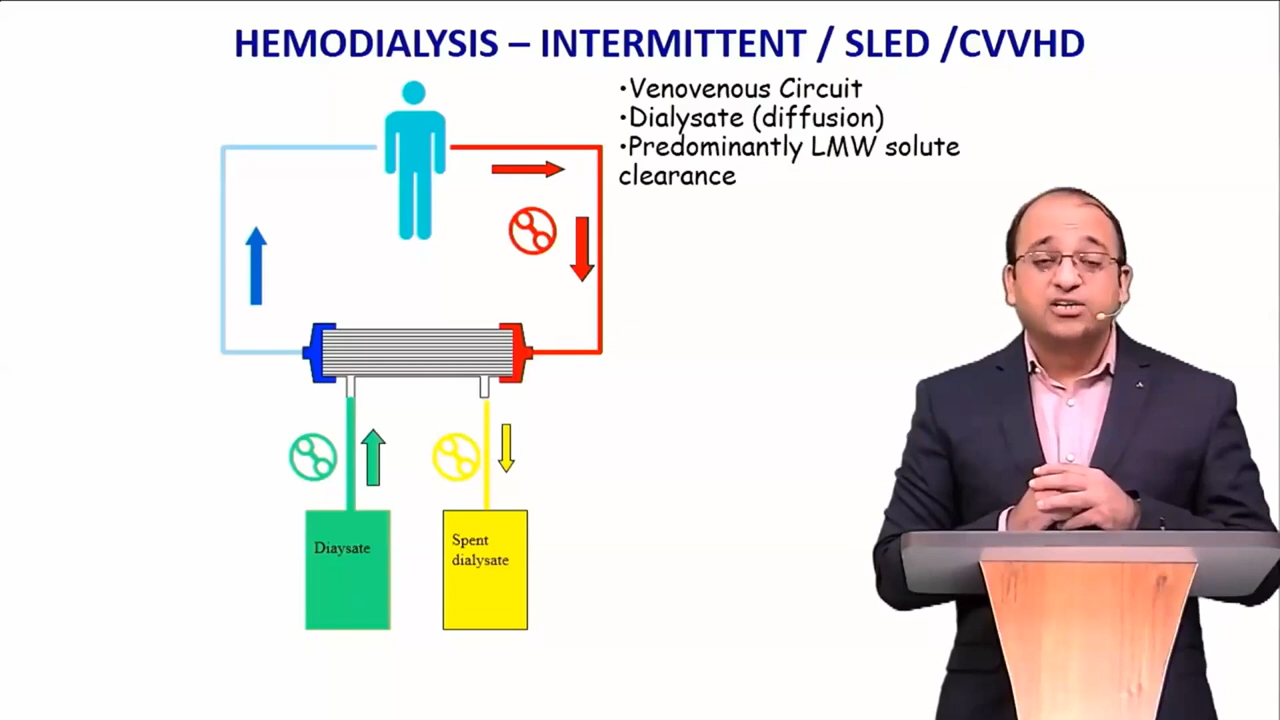 HEMODIALYSIS – INTERMITTENT / SLED /CVVHD
•Venovenous Circuit
•Dialysate (diffusion)
•Predominantly LMW solute
clearance
Diaysate
Spent
dialysate